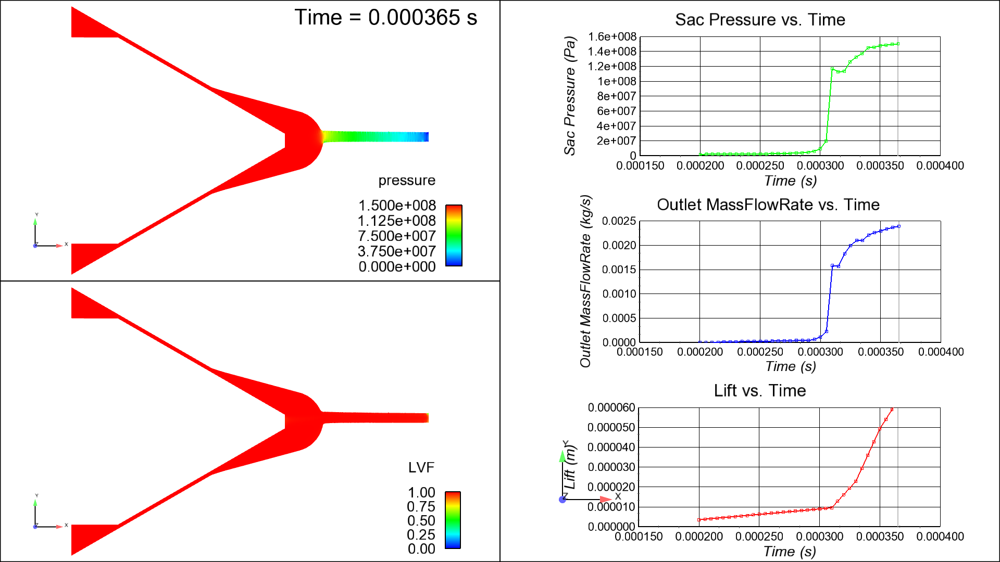 Time = 0.000365 s
pressure
1.500e+008
1.125e+008
7.500e+007
3.750e+007
0.000e+000
Y
Z X
LVF
1.00
0.75
0.50
0.25
0.00
Y
Z X
Sac Pressure vs. Time
Sac Pressure (Pa)
1.6e+008
1.4e+008
1.2e+008
1e+008
8e+007
6e+007
4e+007
2e+007
0
0.000150 0.000200 0.000250 0.000300 0.000350 0.000400
Time (s)
Outlet MassFlowRate vs. Time
Outlet MassFlowRate (kg/s)
0.0025
0.0020
0.0015
0.0010
0.0005
0.0000
0.000150 0.000200 0.000250 0.000300 0.000350 0.000400
Time (s)
Lift vs. Time
Lift (m)
0.000060
0.000050
0.000040
0.000030
0.000020
0.000010
0.000000
0.000150 0.000200 0.000250 0.000300 0.000350 0.000400
Time (s)
Y
Z X